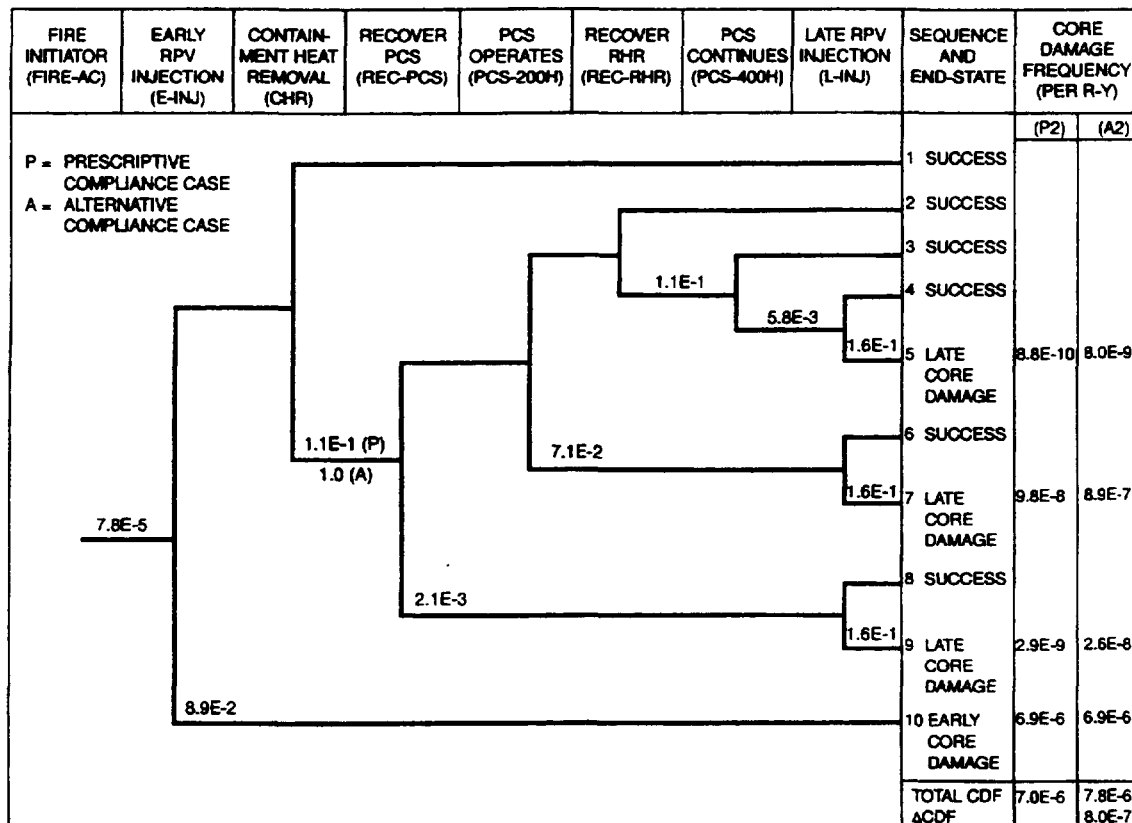 FIRE
INITIATOR
(FIRE-AC)
EARLY
RPV
INJECTION
(E-INJ)
CONTAIN-
MENT HEAT
REMOVAL
(CHR)
RECOVER
PCS
(REC-PCS)
PCS
OPERATES
(PCS-200H)
RECOVER
RHR
(REC-RHR)
PCS
CONTINUES
(PCS-400H)
LATE RPV
INJECTION
(L-INJ)
SEQUENCE
AND
END-STATE
CORE
DAMAGE
FREQUENCY
(PER R-Y)
(P2) (A2)
P = PRESCRIPTIVE
COMPLIANCE CASE
A = ALTERNATIVE
COMPLIANCE CASE
1 SUCCESS
2 SUCCESS
3 SUCCESS
1.1E-1
4 SUCCESS
5.8E-3
1.6E-1
5 LATE
CORE
DAMAGE
8.8E-10 8.0E-9
1.1E-1 (P)
1.0 (A)
6 SUCCESS
7.1E-2
1.6E-1
7 LATE
CORE
DAMAGE
9.8E-8 8.9E-7
7.8E-5
8 SUCCESS
2.1E-3
1.6E-1
9 LATE
CORE
DAMAGE
2.9E-9 2.6E-8
8.9E-2
10 EARLY
CORE
DAMAGE
6.9E-6 6.9E-6
TOTAL CDF 7.0E-6 7.8E-6
ΔCDF 8.0E-7